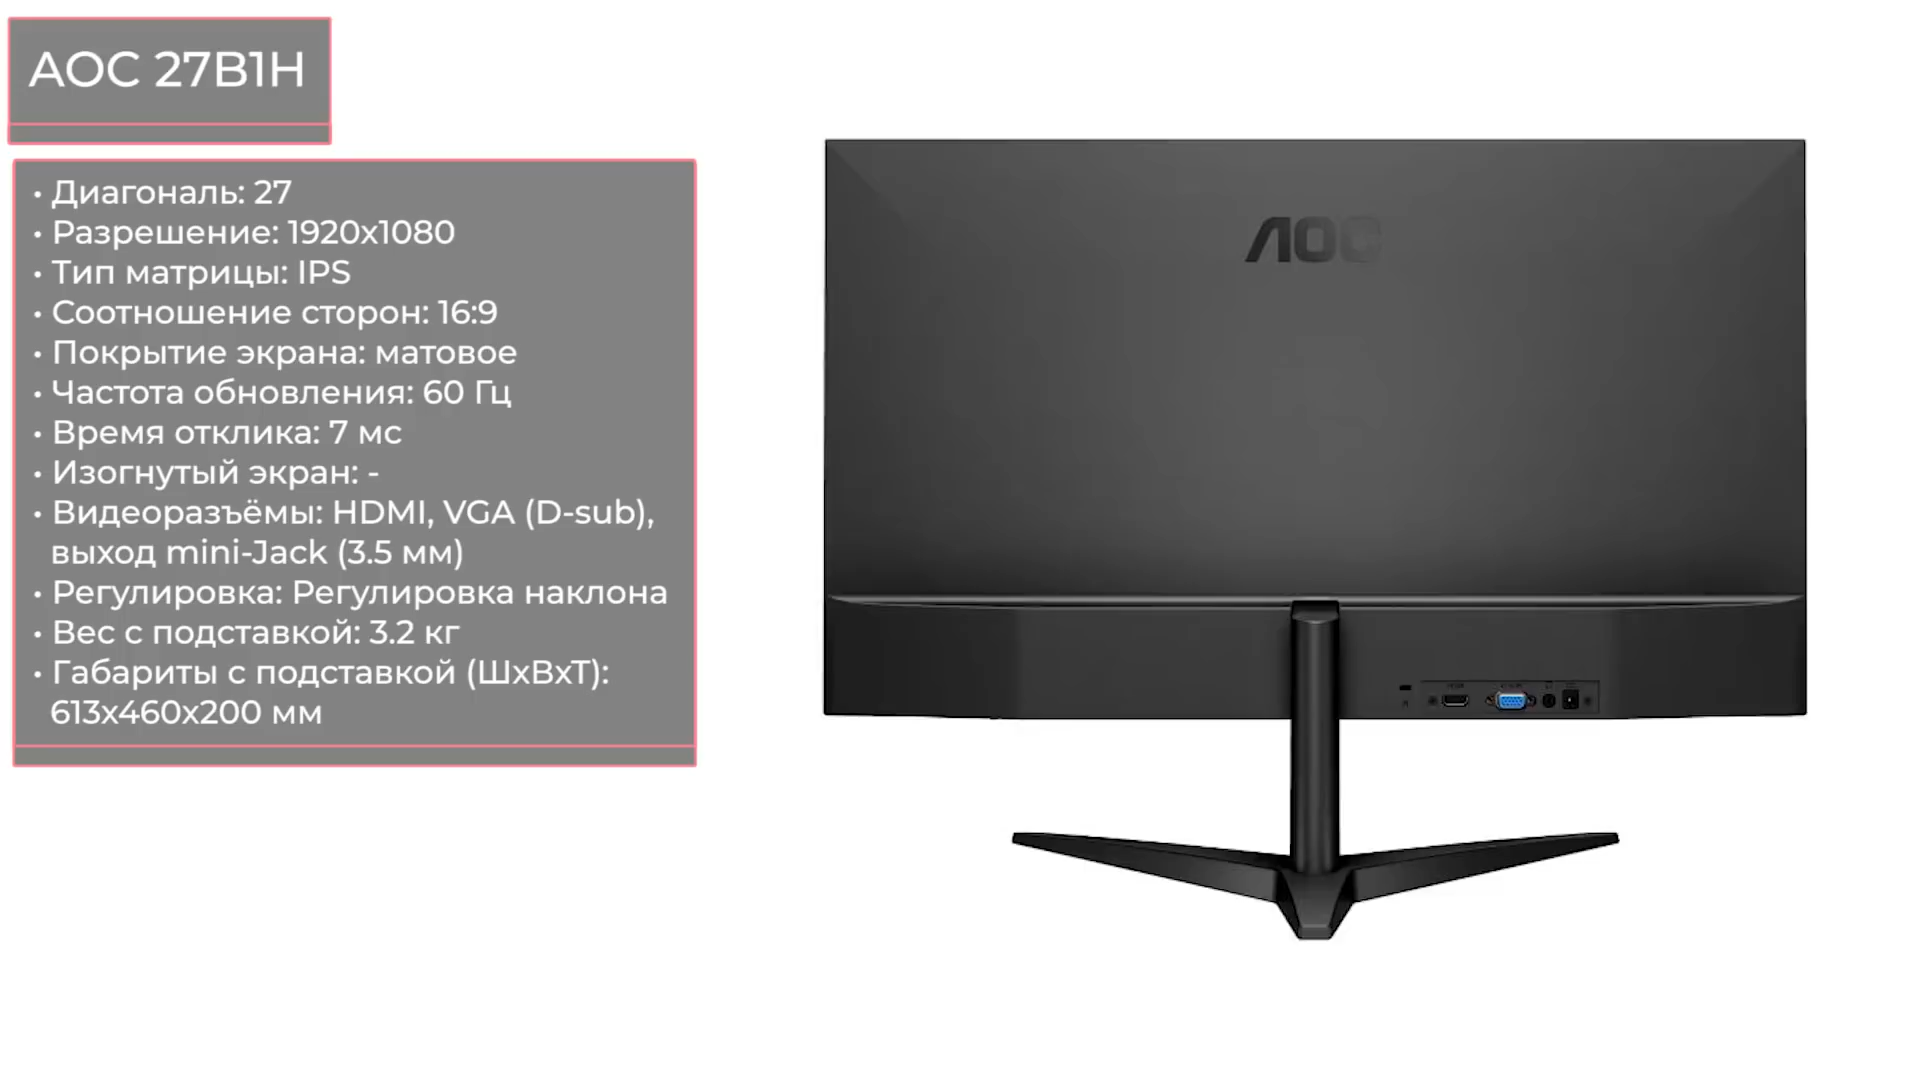 AOC 27B1H
• Диагональ: 27
• Разрешение: 1920x1080
• Тип матрицы: IPS
• Соотношение сторон: 16:9
• Покрытие экрана: матовое
• Частота обновления: 60 Гц
• Время отклика: 7 мс
• Изогнутый экран: -
• Видеоразъёмы: HDMI, VGA (D-sub),
выход mini-Jack (3.5 мм)
• Регулировка: Регулировка наклона
• Вес с подставкой: 3.2 кг
• Габариты с подставкой (ШхВхТ):
613x460x200 мм
AOC